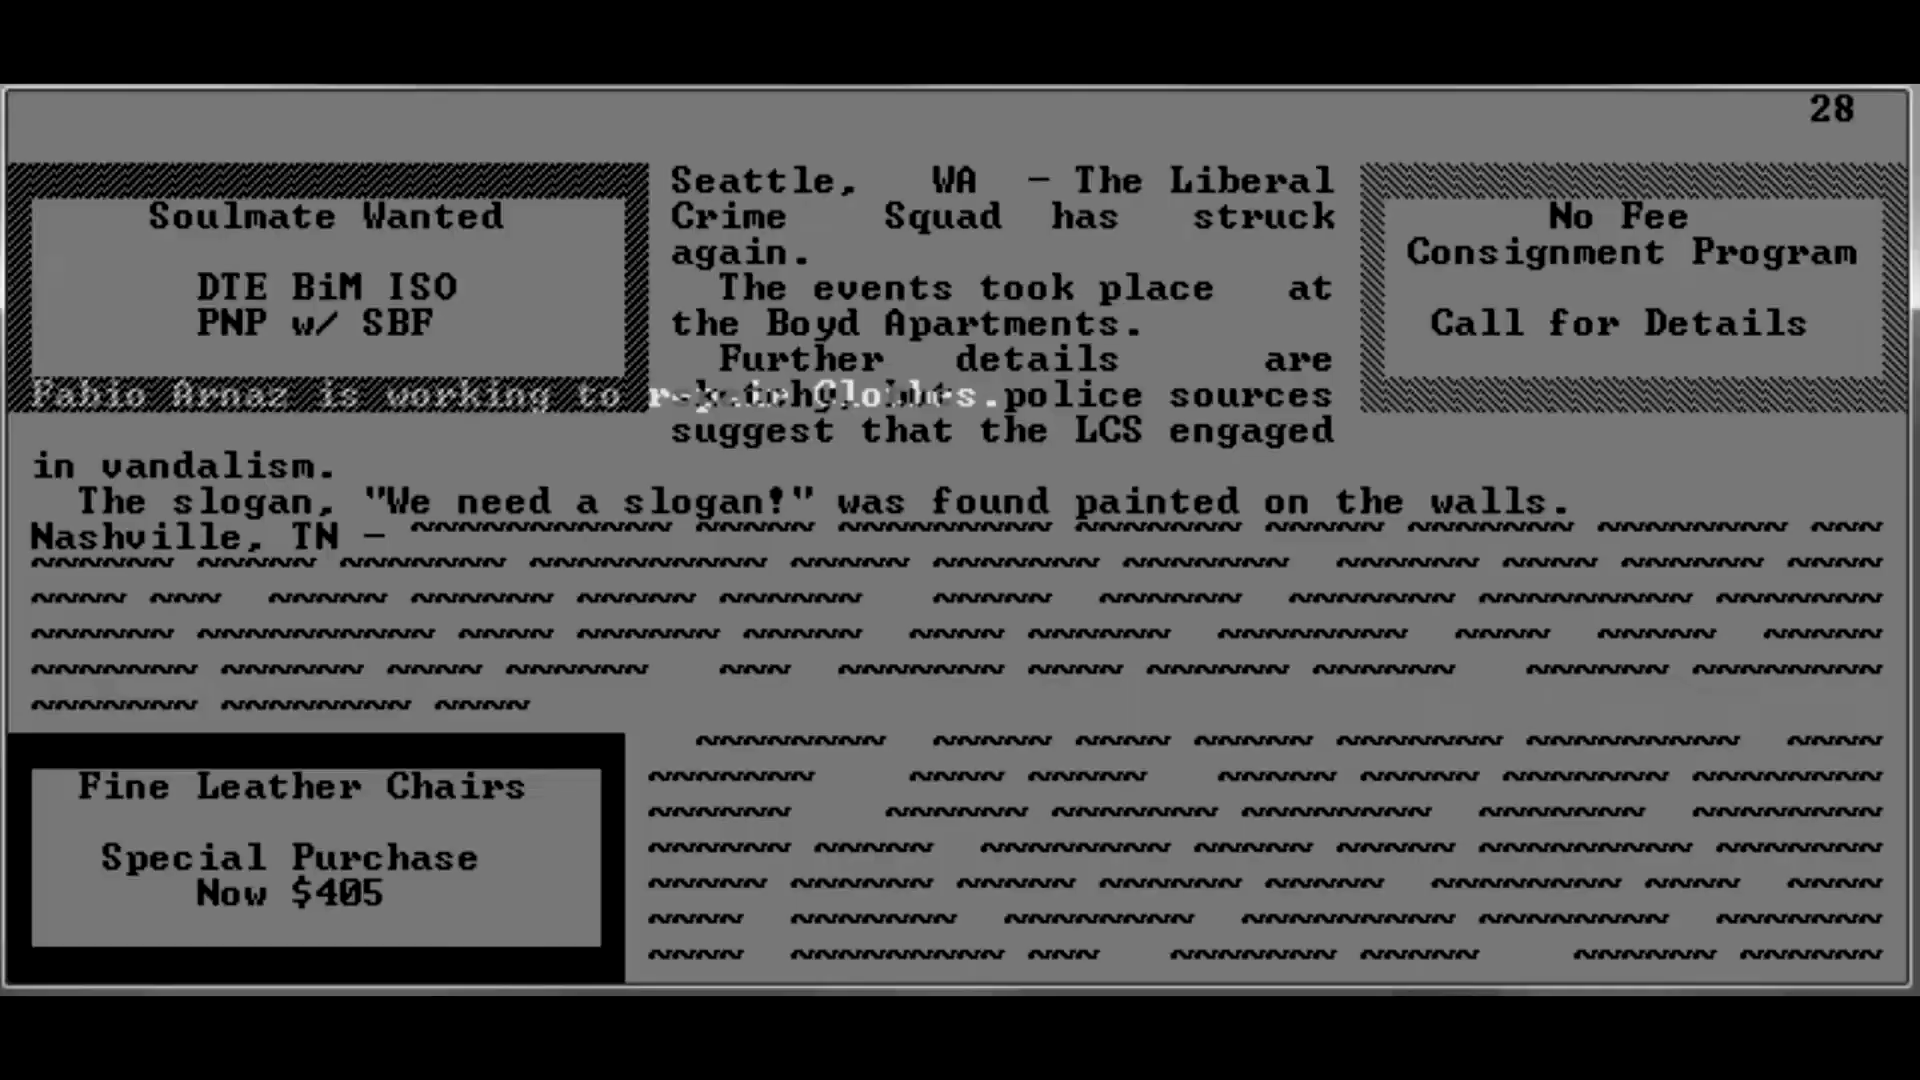 28
Soulmate Wanted
DTE BiM ISO
PNP w/ SBF
Seattle, WA - The Liberal
Crime Squad has struck
again.
The events took place at
the Boyd Apartments.
Further details are
police sources
suggest that the LCS engaged
in vandalism.
The slogan, "We need a slogan!" was found painted on the walls.
No Fee
Consignment Program
Call for Details
Fabio Arnaz is working to
Nashville, TN -
Fine Leather Chairs
Special Purchase
Now $405